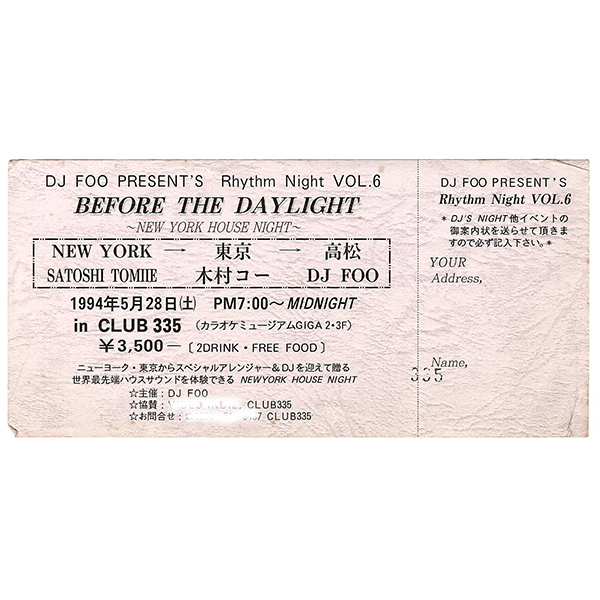 DJ FOO PRESENT'S Rhythm Night VOL.6
BEFORE THE DAYLIGHT
～NEW YORK HOUSE NIGHT～
NEW YORK → 東京 → 高松
SATOSHI TOMIIE 木村コー DJ FOO
1994年5月28日(土) PM7:00～MIDNIGHT
in CLUB 335 (カラオケミュージアムGIGA 2・3F)
￥3,500― [2DRINK・FREE FOOD]
ニューヨーク・東京からスペシャルアレンジャー&DJを迎えて贈る
世界最先端ハウスサウンドを体験できる NEWYORK HOUSE NIGHT
☆主催：DJ FOO
☆協賛： CLUB335
☆お問合せ： CLUB335
DJ FOO PRESENT'S
Rhythm Night VOL.6
＊DJ'S NIGHT他イベントの
御案内状を送らせて頂きま
すので必ず記入下さい。＊
YOUR
Address,
Name,
335